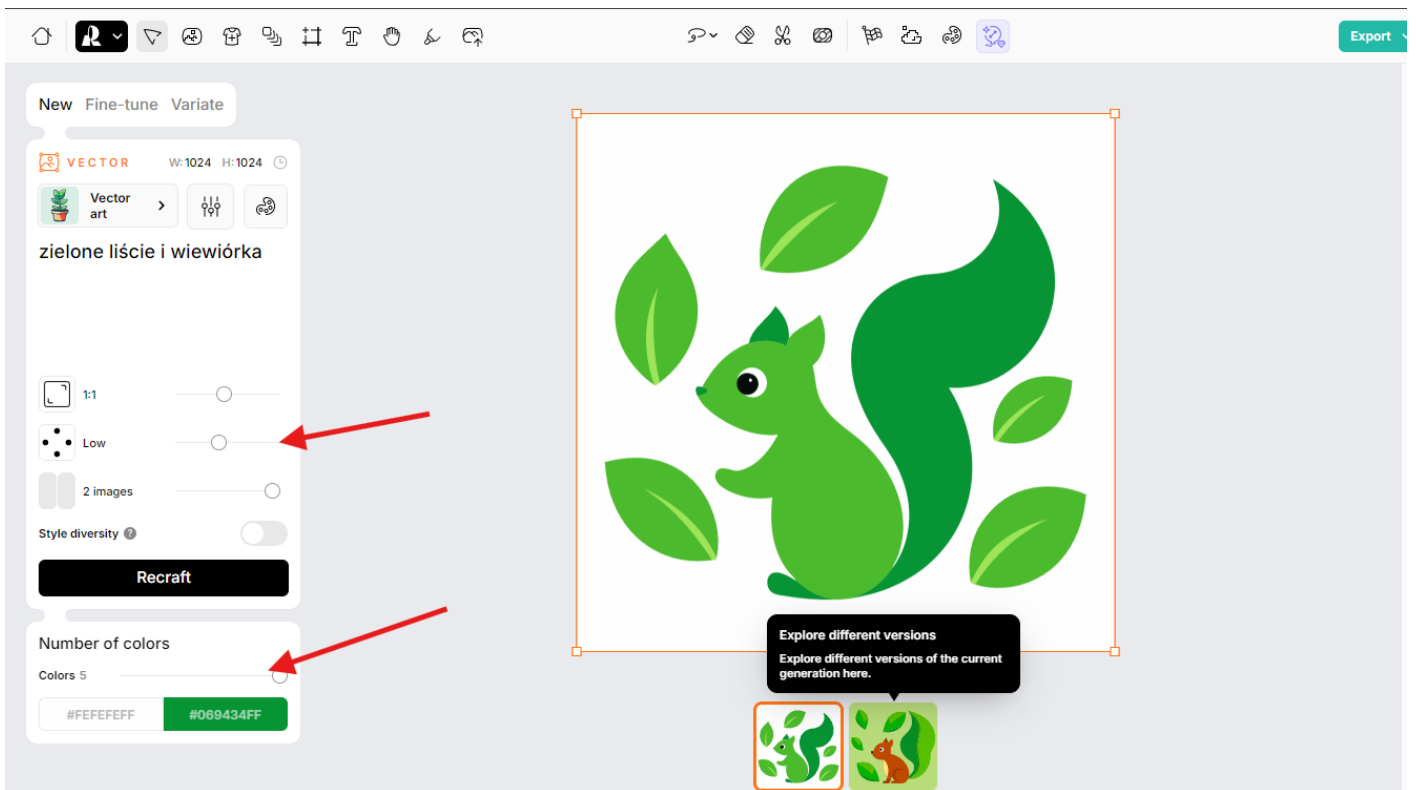 Export
New Fine-tune Variate
VECTOR W:1024 H:1024
Vector
art
zielone liście i wiewiórka
1:1
Low
2 images
Style diversity ?
Recraft
Number of colors
Colors 5
#FEFEFEFF #069434FF
Explore different versions
Explore different versions of the current
generation here.